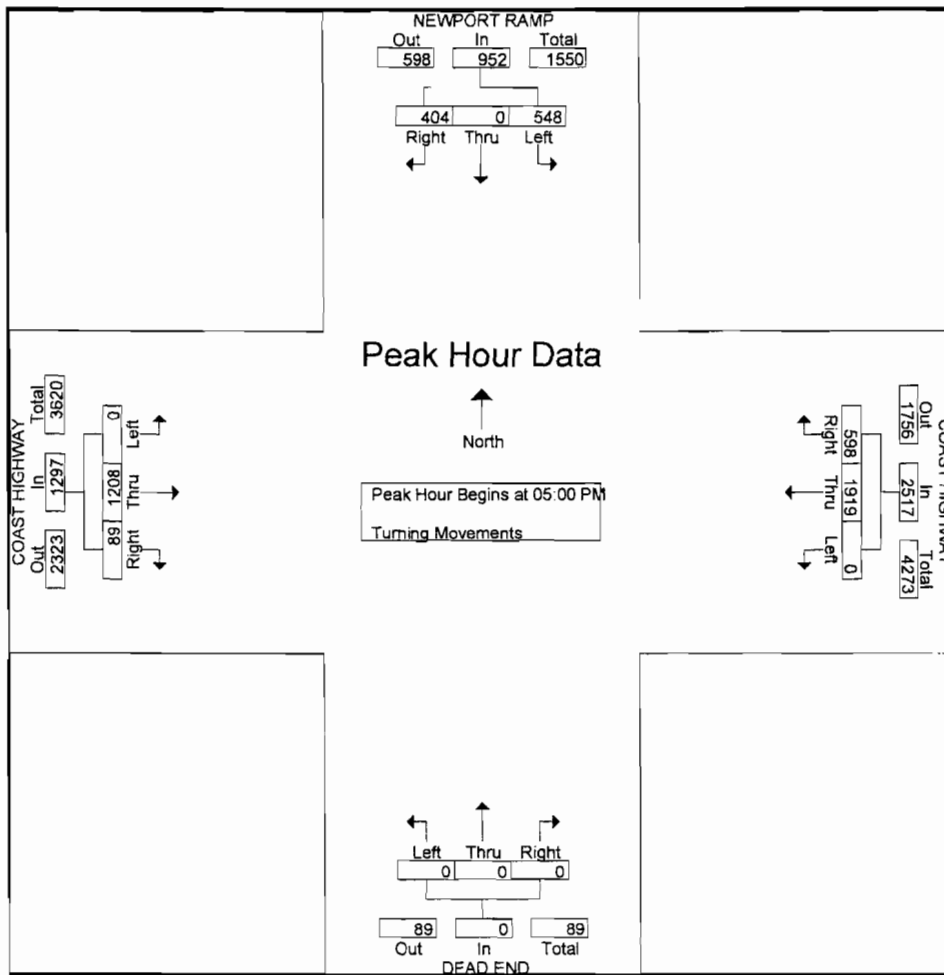 NEWPORT RAMP
Out In Total
598 952 1550
404 0 548
Right Thru Left
Peak Hour Data
North
Peak Hour Begins at 05:00 PM
Turning Movements
COAST HIGHWAY
Out In Total
2323 1297 3620
Right Thru Left
89 1208 0
COAST HIGHWAY
Out In Total
1756 2517 4273
Right Thru Left
598 1919 0
Left Thru Right
0 0 0
89 0 89
Out In Total
DEAD END